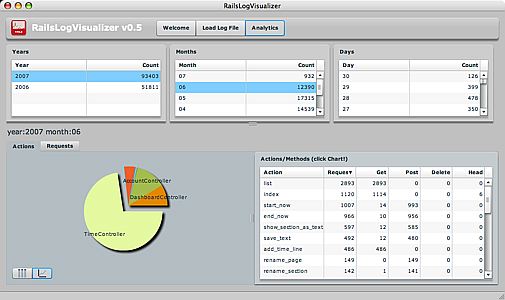 RailsLogVisualizer
RailsLogVisualizer v0.5
Welcome
Load Log File
Analytics
Years
Year Count
2007 93403
2006 51811
Months
Month Count
07 932
06 12390
05 17315
04 14539
Days
Day Count
30 126
29 399
28 478
27 350
year:2007 month:06
Actions
Requests
AccountController
DashboardController
TimeController
Actions/Methods (click Chart!)
Action Reques▼ Get Post Delete Head
list 2893 2893 0 0 0
index 1120 1114 0 0 6
start_now 1007 14 993 0 0
end_now 966 10 956 0 0
show_section_as_text 597 12 585 0 0
save_text 492 12 480 0 0
add_time_line 486 486 0 0 0
rename_page 149 0 149 0 0
rename_section 142 1 141 0 0